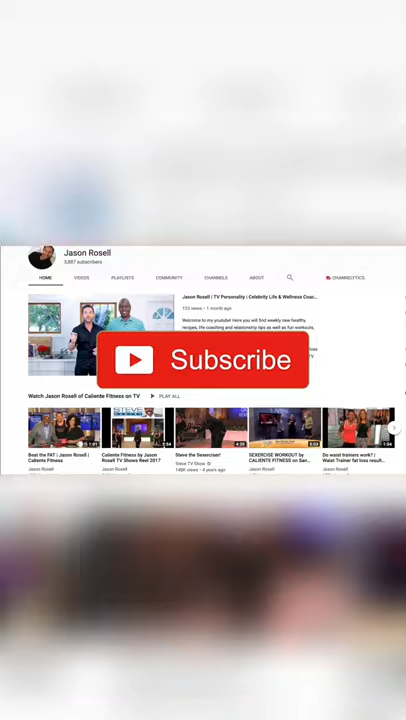 Jason Rosell
3,887 subscribers
HOME
VIDEOS
PLAYLISTS
COMMUNITY
CHANNELS
ABOUT
CHANNELYTICS
Jason Rosell | TV Personality | Celebrity Life & Wellness Coac...
153 views • 1 month ago
Welcome to my youtube! Here you will find weekly new healthy
recipes, life coaching and relationship tips as well as fun workouts,
Subscribe
Watch Jason Rosell of Caliente Fitness on TV
PLAY ALL
STEVE
1:01
2:54
4:20
5:03
1:54
Beat the FAT | Jason Rosell |
Caliente Fitness
Jason Rosell
Caliente Fitness by Jason
Rosell TV Shows Reel 2017
Jason Rosell
Steve the Sexerciser!
Steve TV Show
148K views • 4 years ago
SEXERCISE WORKOUT by
CALIENTE FITNESS on San...
Jason Rosell
Do waist trainers work? |
Waist Trainer fat loss result...
Jason Rosell